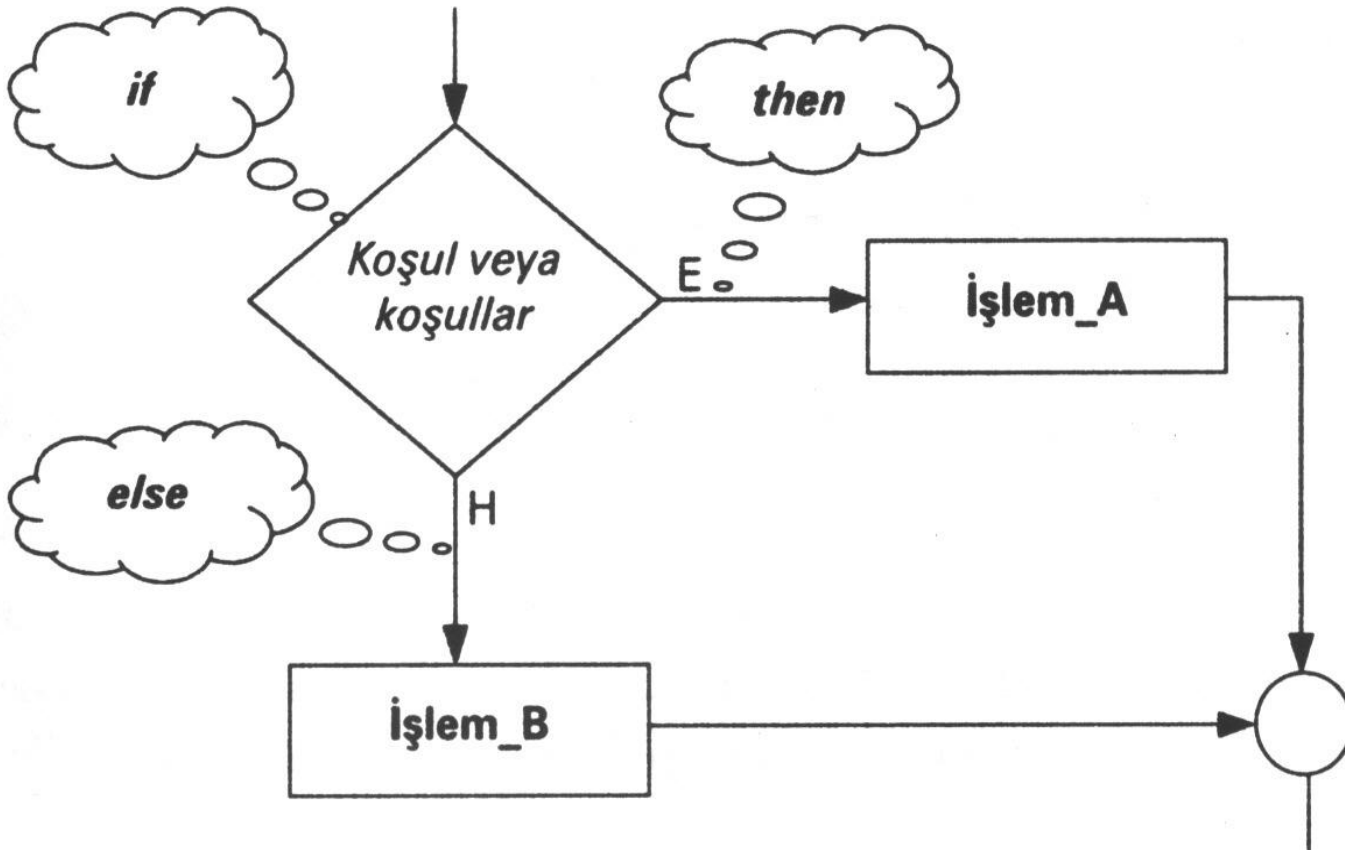 if
then
Koşul veya
koşullar
E
İşlem_A
else
H
İşlem_B